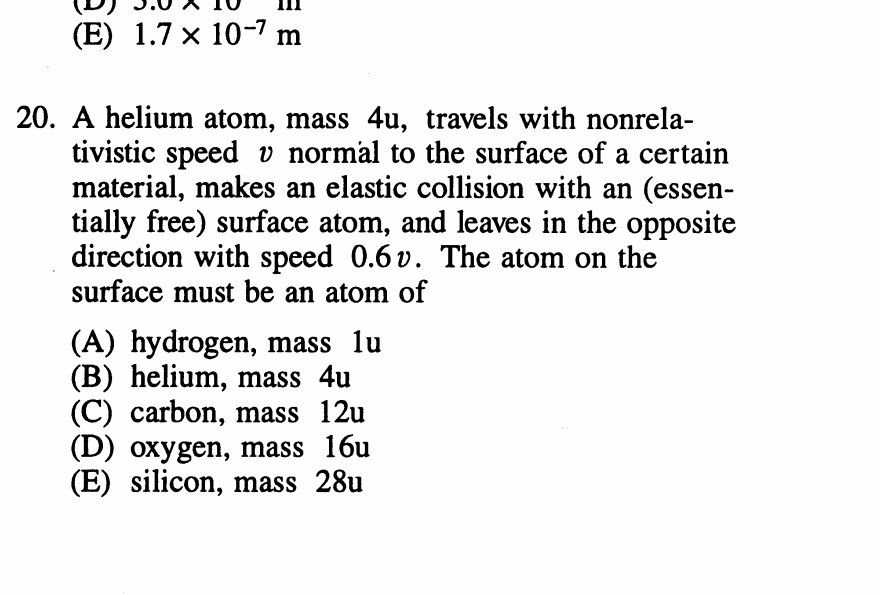 (E) 1.7 × 10⁻⁷ m
20. A helium atom, mass 4u, travels with nonrela-
tivistic speed v normal to the surface of a certain
material, makes an elastic collision with an (essen-
tially free) surface atom, and leaves in the opposite
direction with speed 0.6 v. The atom on the
surface must be an atom of
(A) hydrogen, mass 1u
(B) helium, mass 4u
(C) carbon, mass 12u
(D) oxygen, mass 16u
(E) silicon, mass 28u